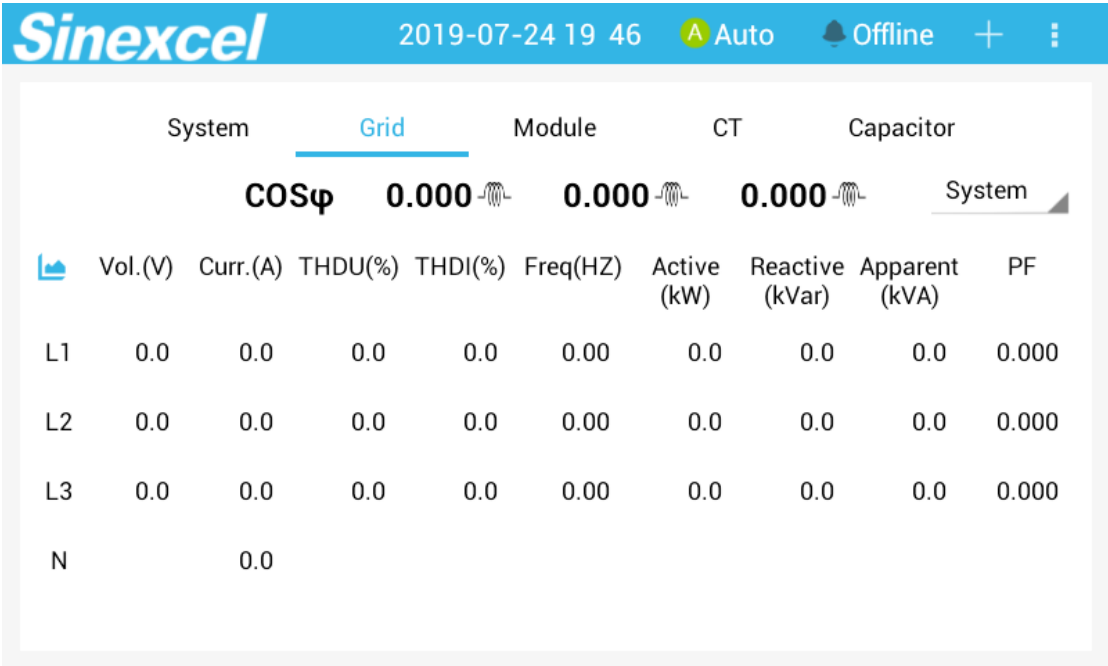 Sinexcel 2019-07-24 19 46 A Auto Offline
System Grid Module CT Capacitor
COSφ 0.000 0.000 0.000 System
Vol.(V) Curr.(A) THDU(%) THDI(%) Freq(HZ) Active (kW) Reactive (kVar) Apparent (kVA) PF
L1 0.0 0.0 0.0 0.0 0.00 0.0 0.0 0.0 0.000
L2 0.0 0.0 0.0 0.0 0.00 0.0 0.0 0.0 0.000
L3 0.0 0.0 0.0 0.0 0.00 0.0 0.0 0.0 0.000
N 0.0